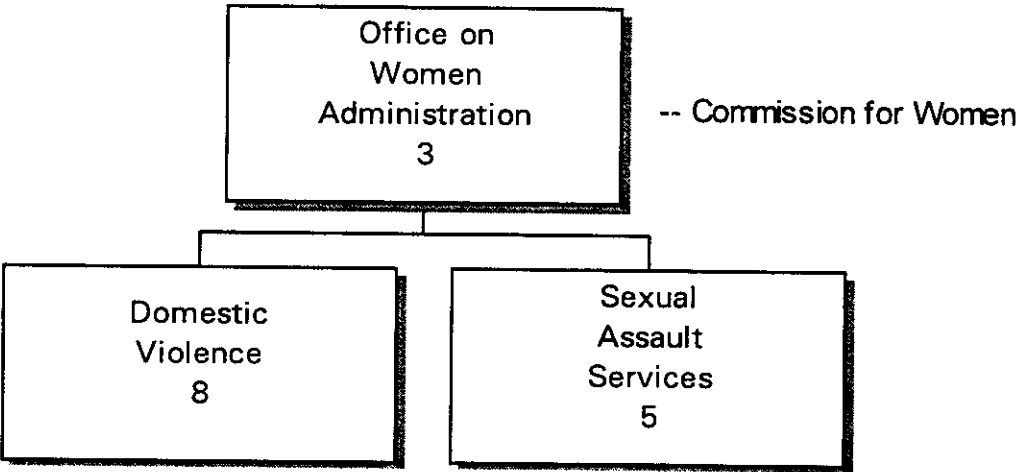 Office on
Women
Administration
3
-- Commission for Women
Domestic
Violence
8
Sexual
Assault
Services
5